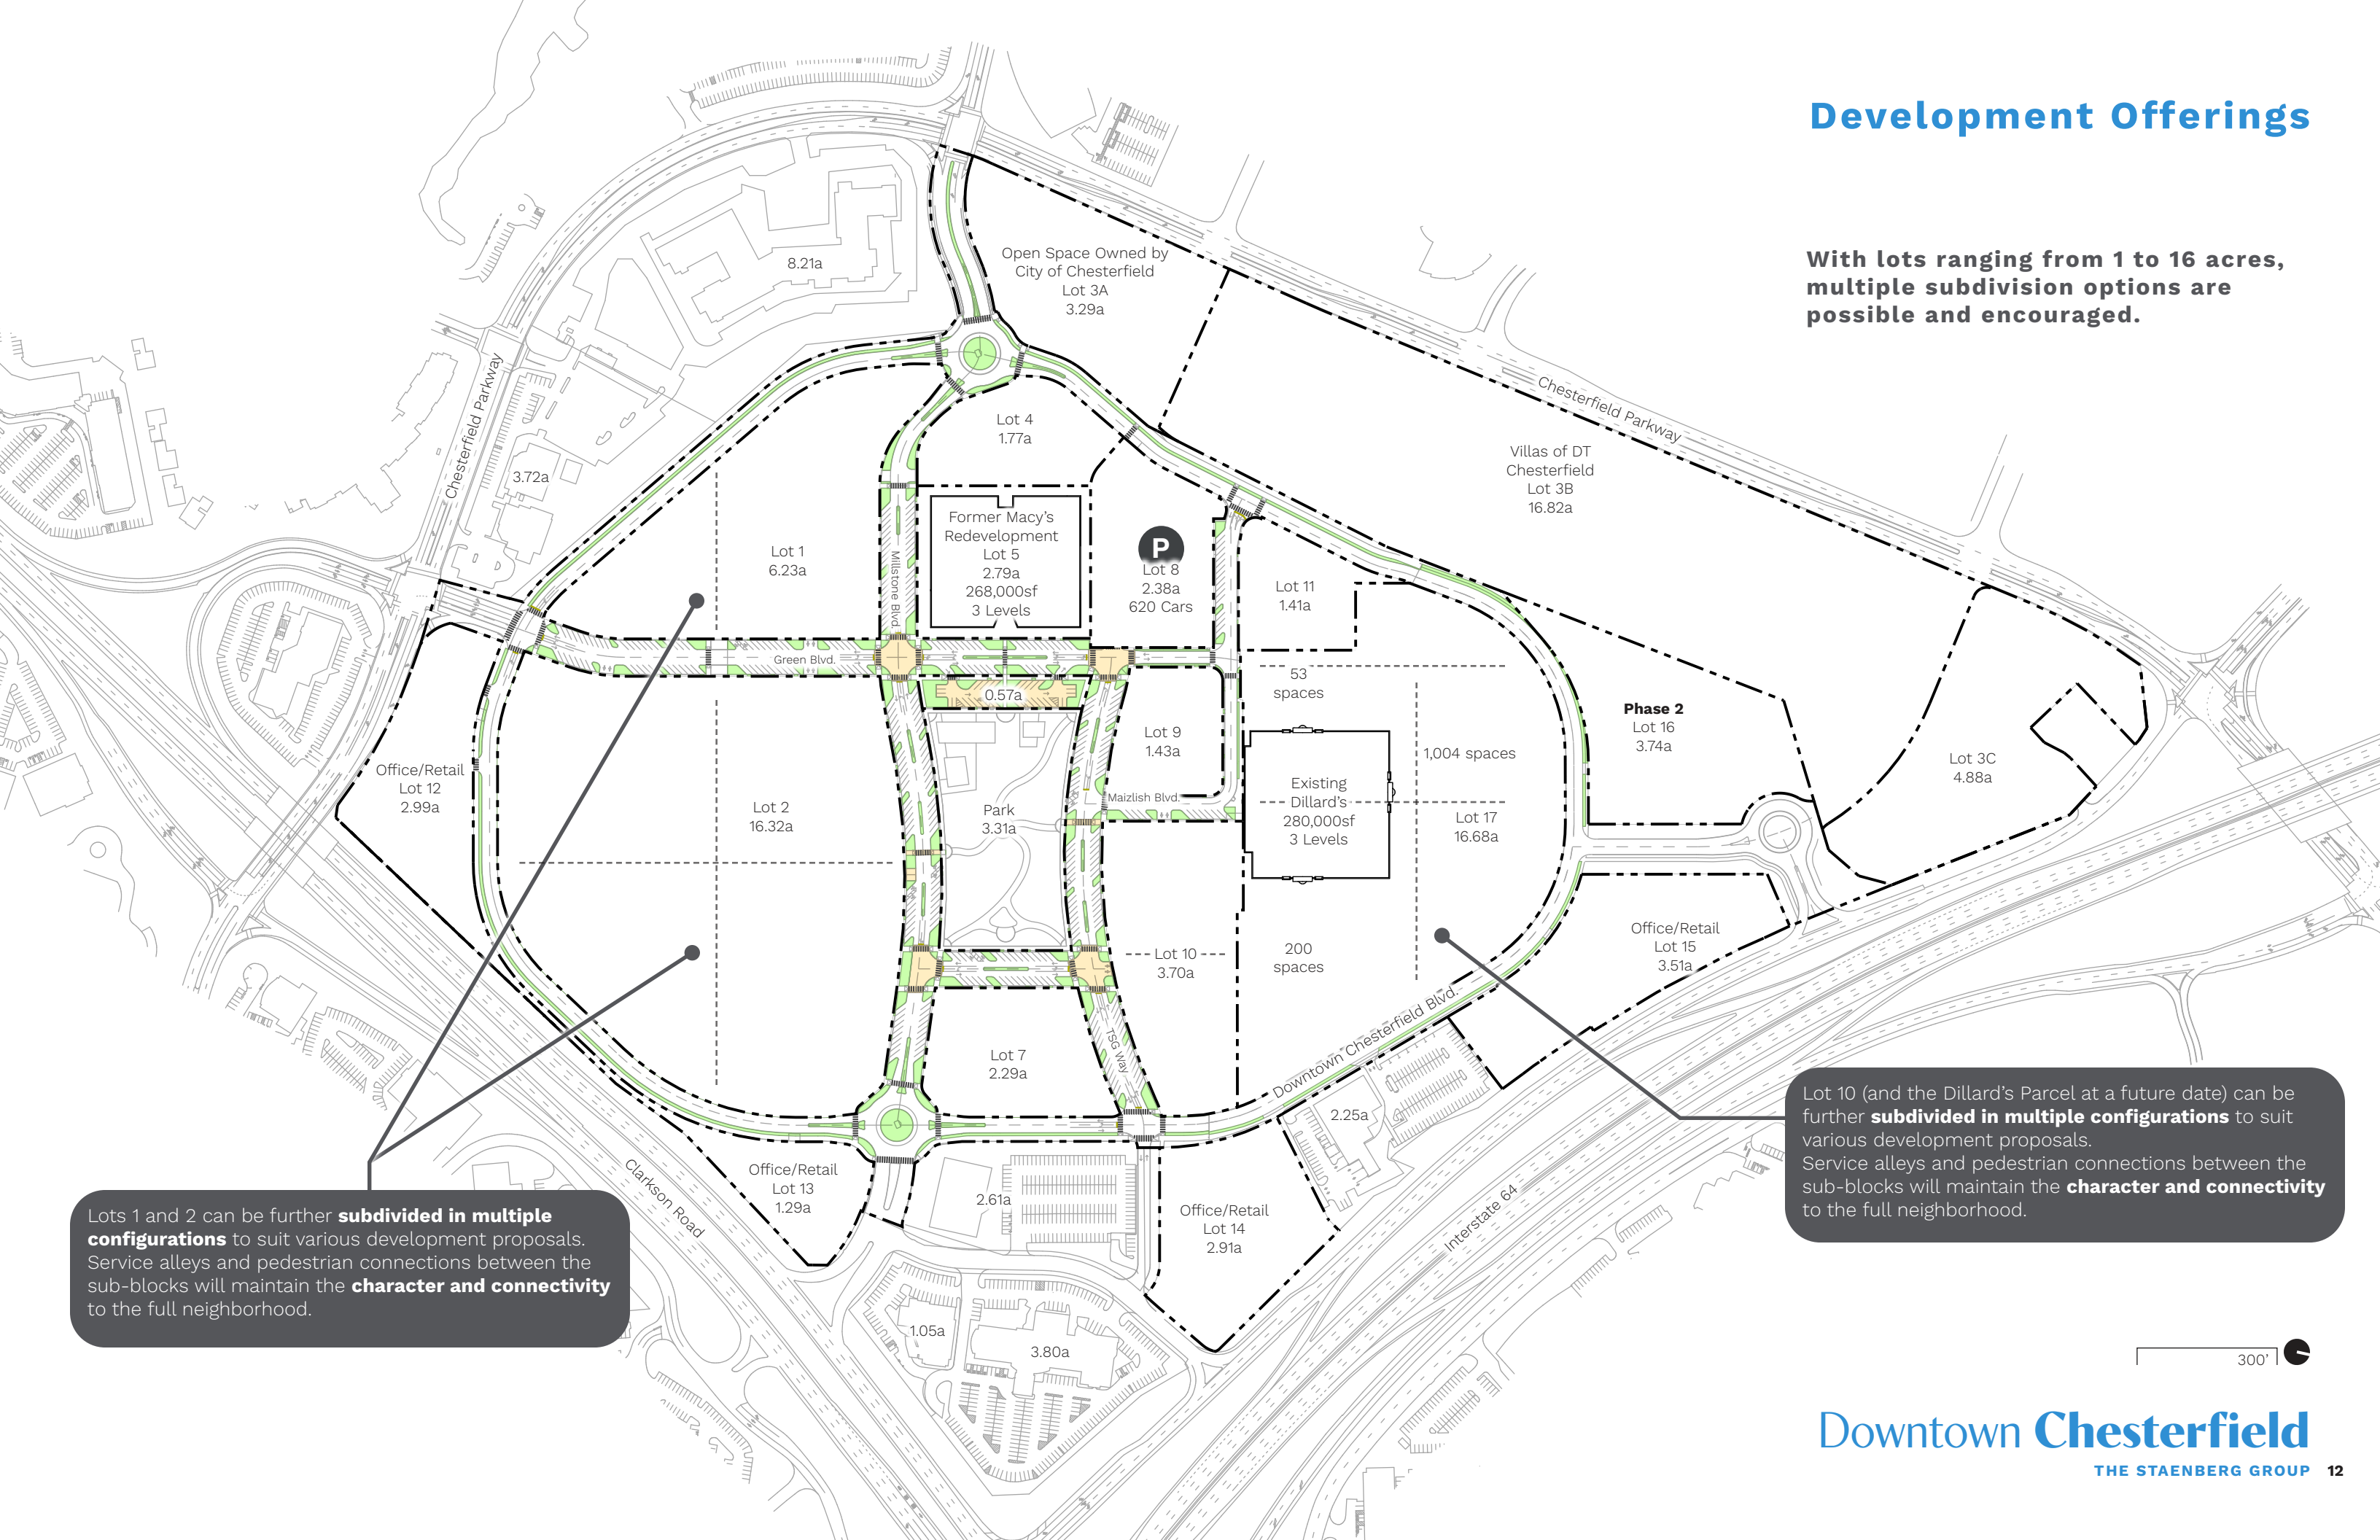 Development Offerings
With lots ranging from 1 to 16 acres,
multiple subdivision options are
possible and encouraged.
8.21a
Open Space Owned by
City of Chesterfield
Lot 3A
3.29a
Chesterfield Parkway
Chesterfield Parkway
3.72a
Lot 4
1.77a
Villas of DT
Chesterfield
Lot 3B
16.82a
Lot 1
6.23a
Millstone Blvd.
Former Macy's
Redevelopment
Lot 5
2.79a
268,000sf
3 Levels
P
Lot 8
2.38a
620 Cars
Lot 11
1.41a
Green Blvd.
0.57a
53
spaces
Phase 2
Lot 16
3.74a
Lot 9
1.43a
1,004 spaces
Lot 3C
4.88a
Office/Retail
Lot 12
2.99a
Lot 2
16.32a
Park
3.31a
Maizlish Blvd.
Existing
Dillard's
280,000sf
3 Levels
Lot 17
16.68a
Lot 10
3.70a
200
spaces
Office/Retail
Lot 15
3.51a
Lot 7
2.29a
TSG Way
Downtown Chesterfield Blvd.
2.25a
Office/Retail
Lot 13
1.29a
2.61a
Office/Retail
Lot 14
2.91a
Clarkson Road
Interstate 64
1.05a
3.80a
Lots 1 and 2 can be further subdivided in multiple
configurations to suit various development proposals.
Service alleys and pedestrian connections between the
sub-blocks will maintain the character and connectivity
to the full neighborhood.
Lot 10 (and the Dillard's Parcel at a future date) can be
further subdivided in multiple configurations to suit
various development proposals.
Service alleys and pedestrian connections between the
sub-blocks will maintain the character and connectivity
to the full neighborhood.
300'
Downtown Chesterfield
THE STAENBERG GROUP 12